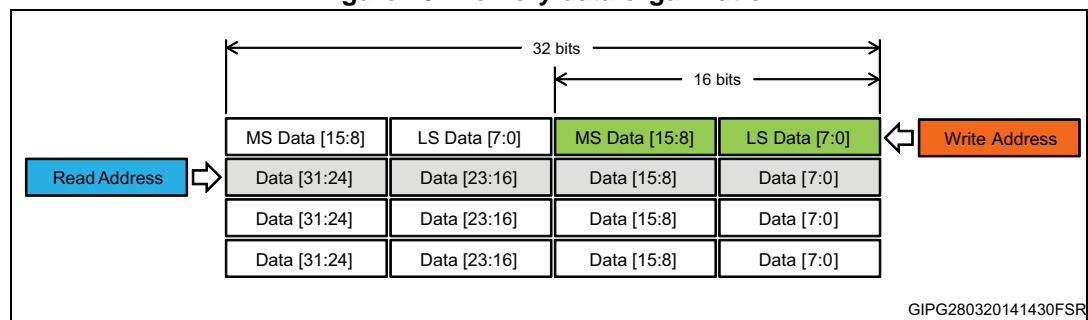 32 bits
16 bits
MS Data [15:8] LS Data [7:0] MS Data [15:8] LS Data [7:0] Write Address
Read Address Data [31:24] Data [23:16] Data [15:8] Data [7:0]
Data [31:24] Data [23:16] Data [15:8] Data [7:0]
Data [31:24] Data [23:16] Data [15:8] Data [7:0]
GIPG280320141430FSR